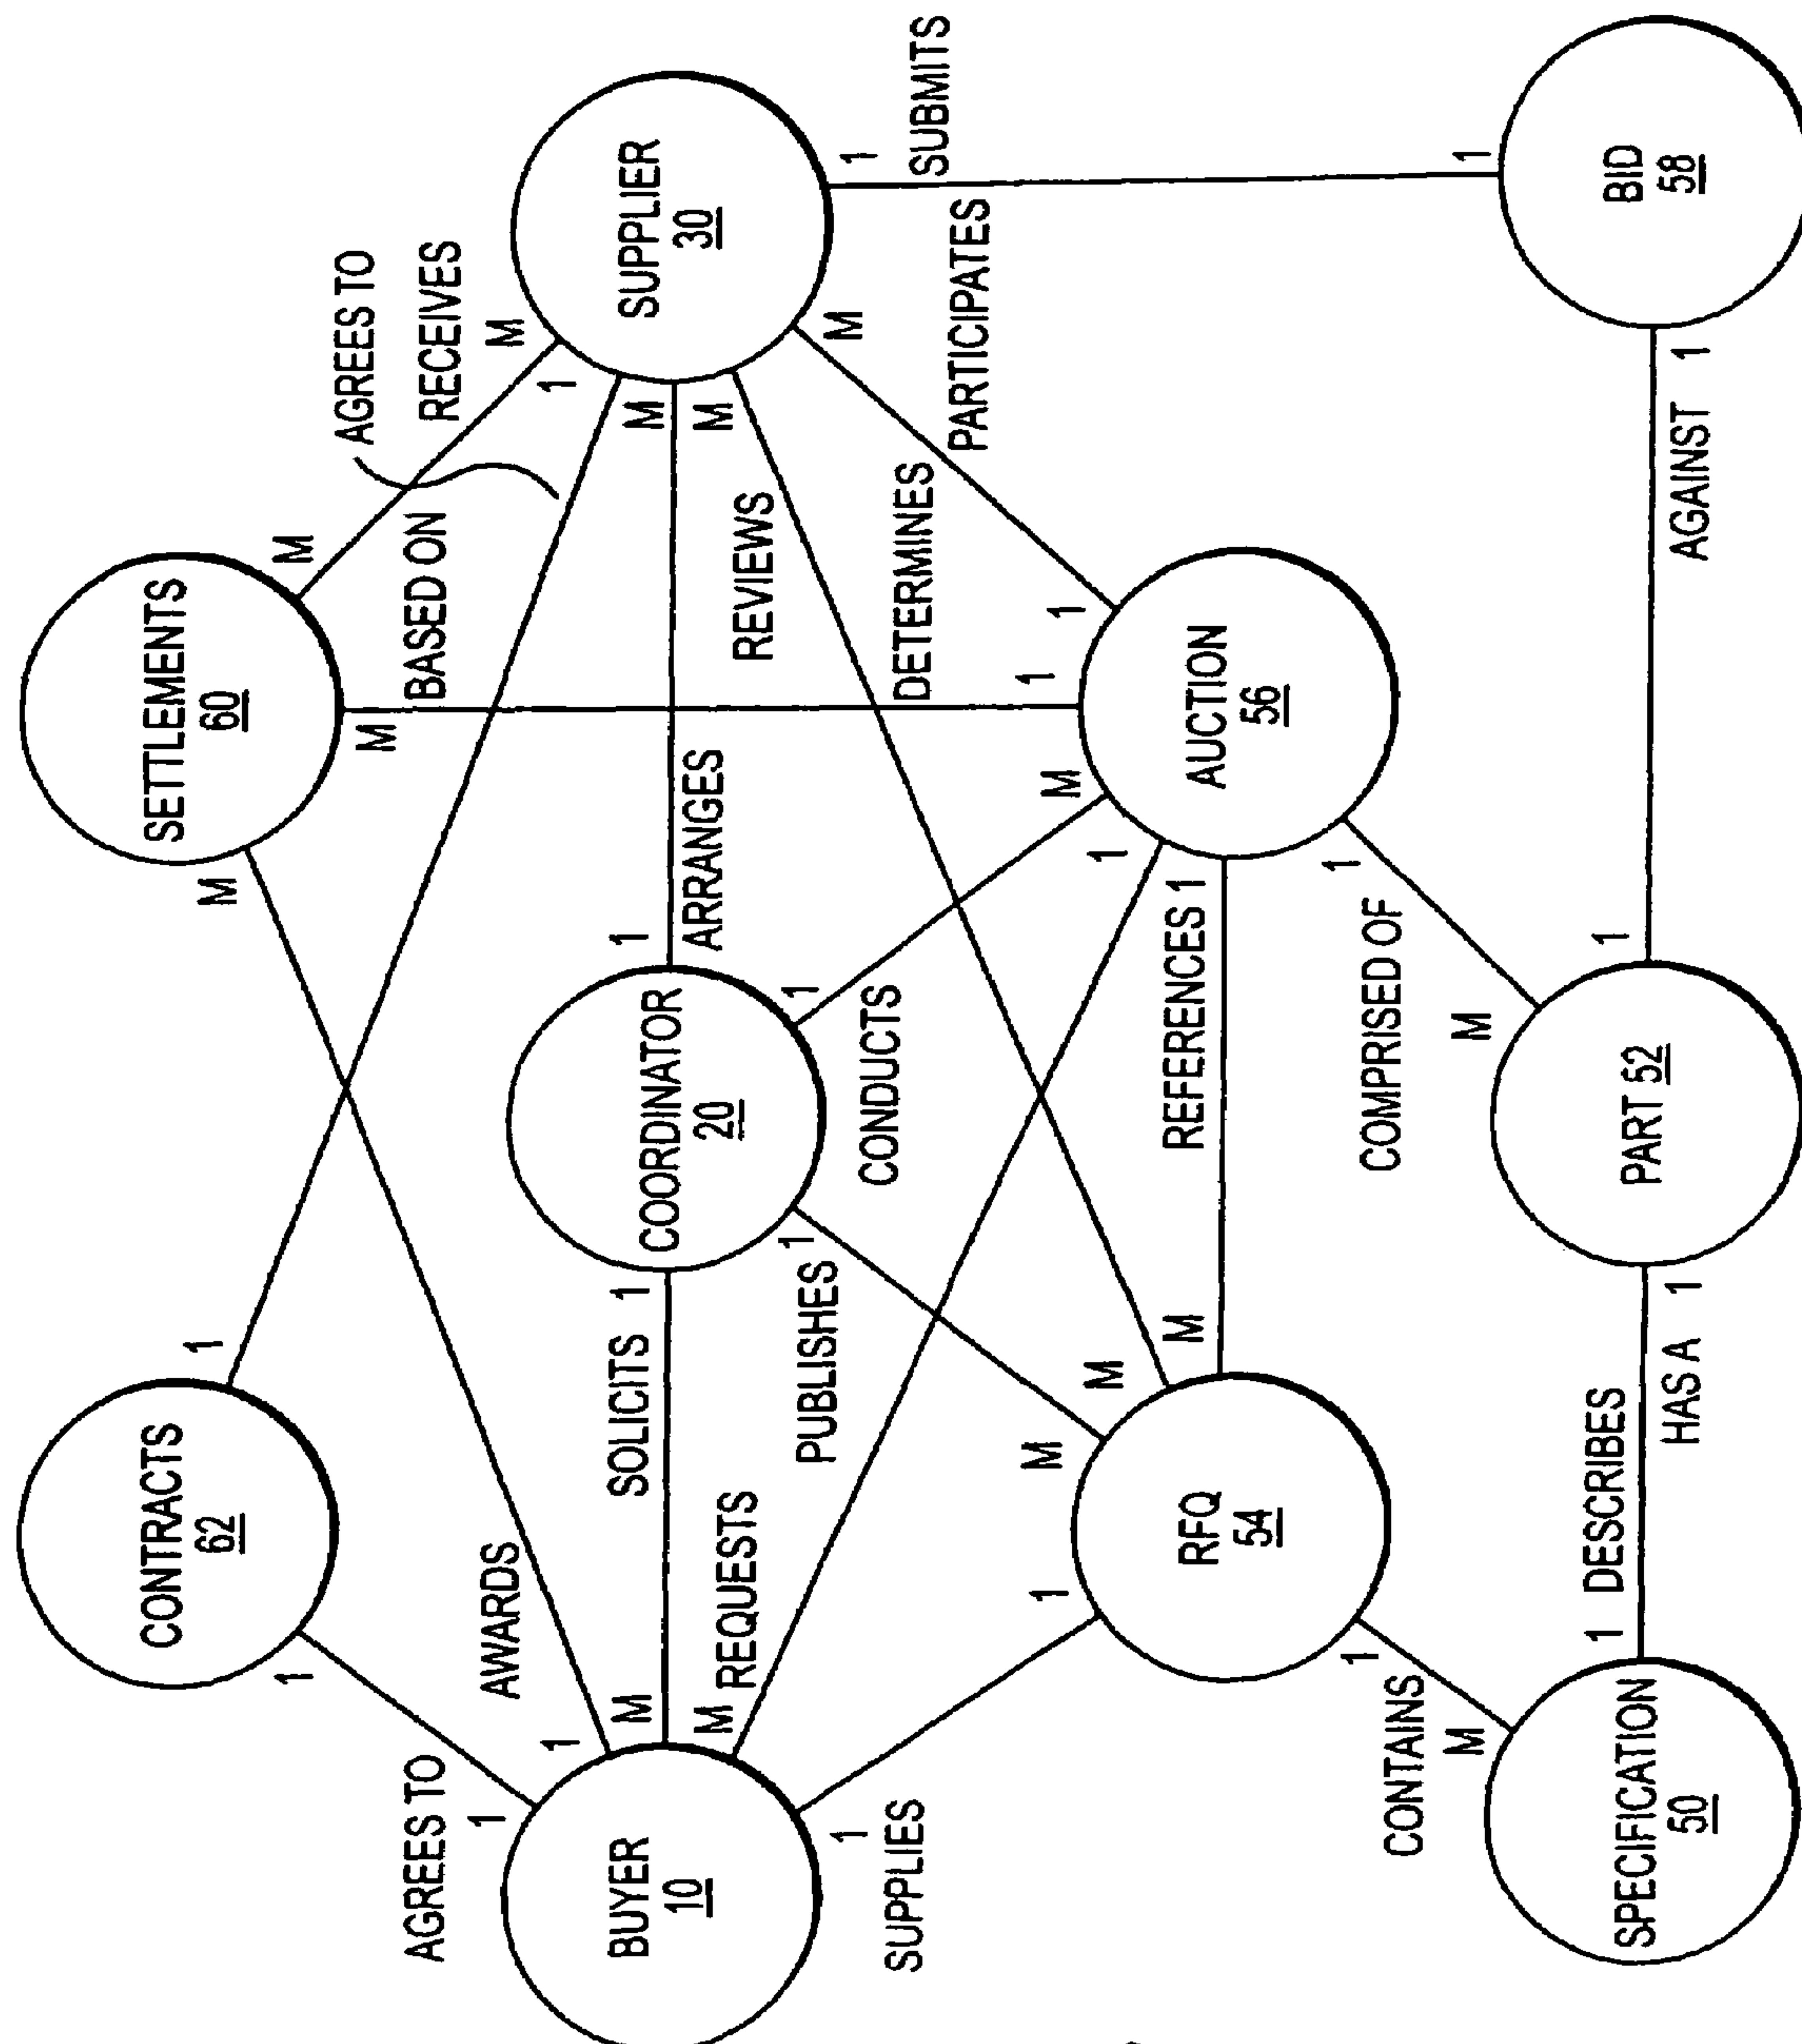 CONTRACTS
62
SETTLEMENTS
60
1
M
1
M
AGREES TO
M
AGREES TO
BASED ON
RECEIVES
1
AWARDS
M
1
1
BUYER
10
M
SOLICITS 1
COORDINATOR
20
1
ARRANGES
M
SUPPLIER
30
M
M
REQUESTS
REVIEWS
PUBLISHES
1
1
1
CONDUCTS
M
1
SUPPLIES
DETERMINES
SUBMITS
PARTICIPATES
1
M
M
1
1
M
1
M
REFERENCES 1
RFQ
54
AUCTION
56
1
1
CONTAINS
COMPRISED OF
M
M
1
1 DESCRIBES
1
1
SPECIFICATION
50
PART 52
BID
58
HAS A 1
AGAINST 1